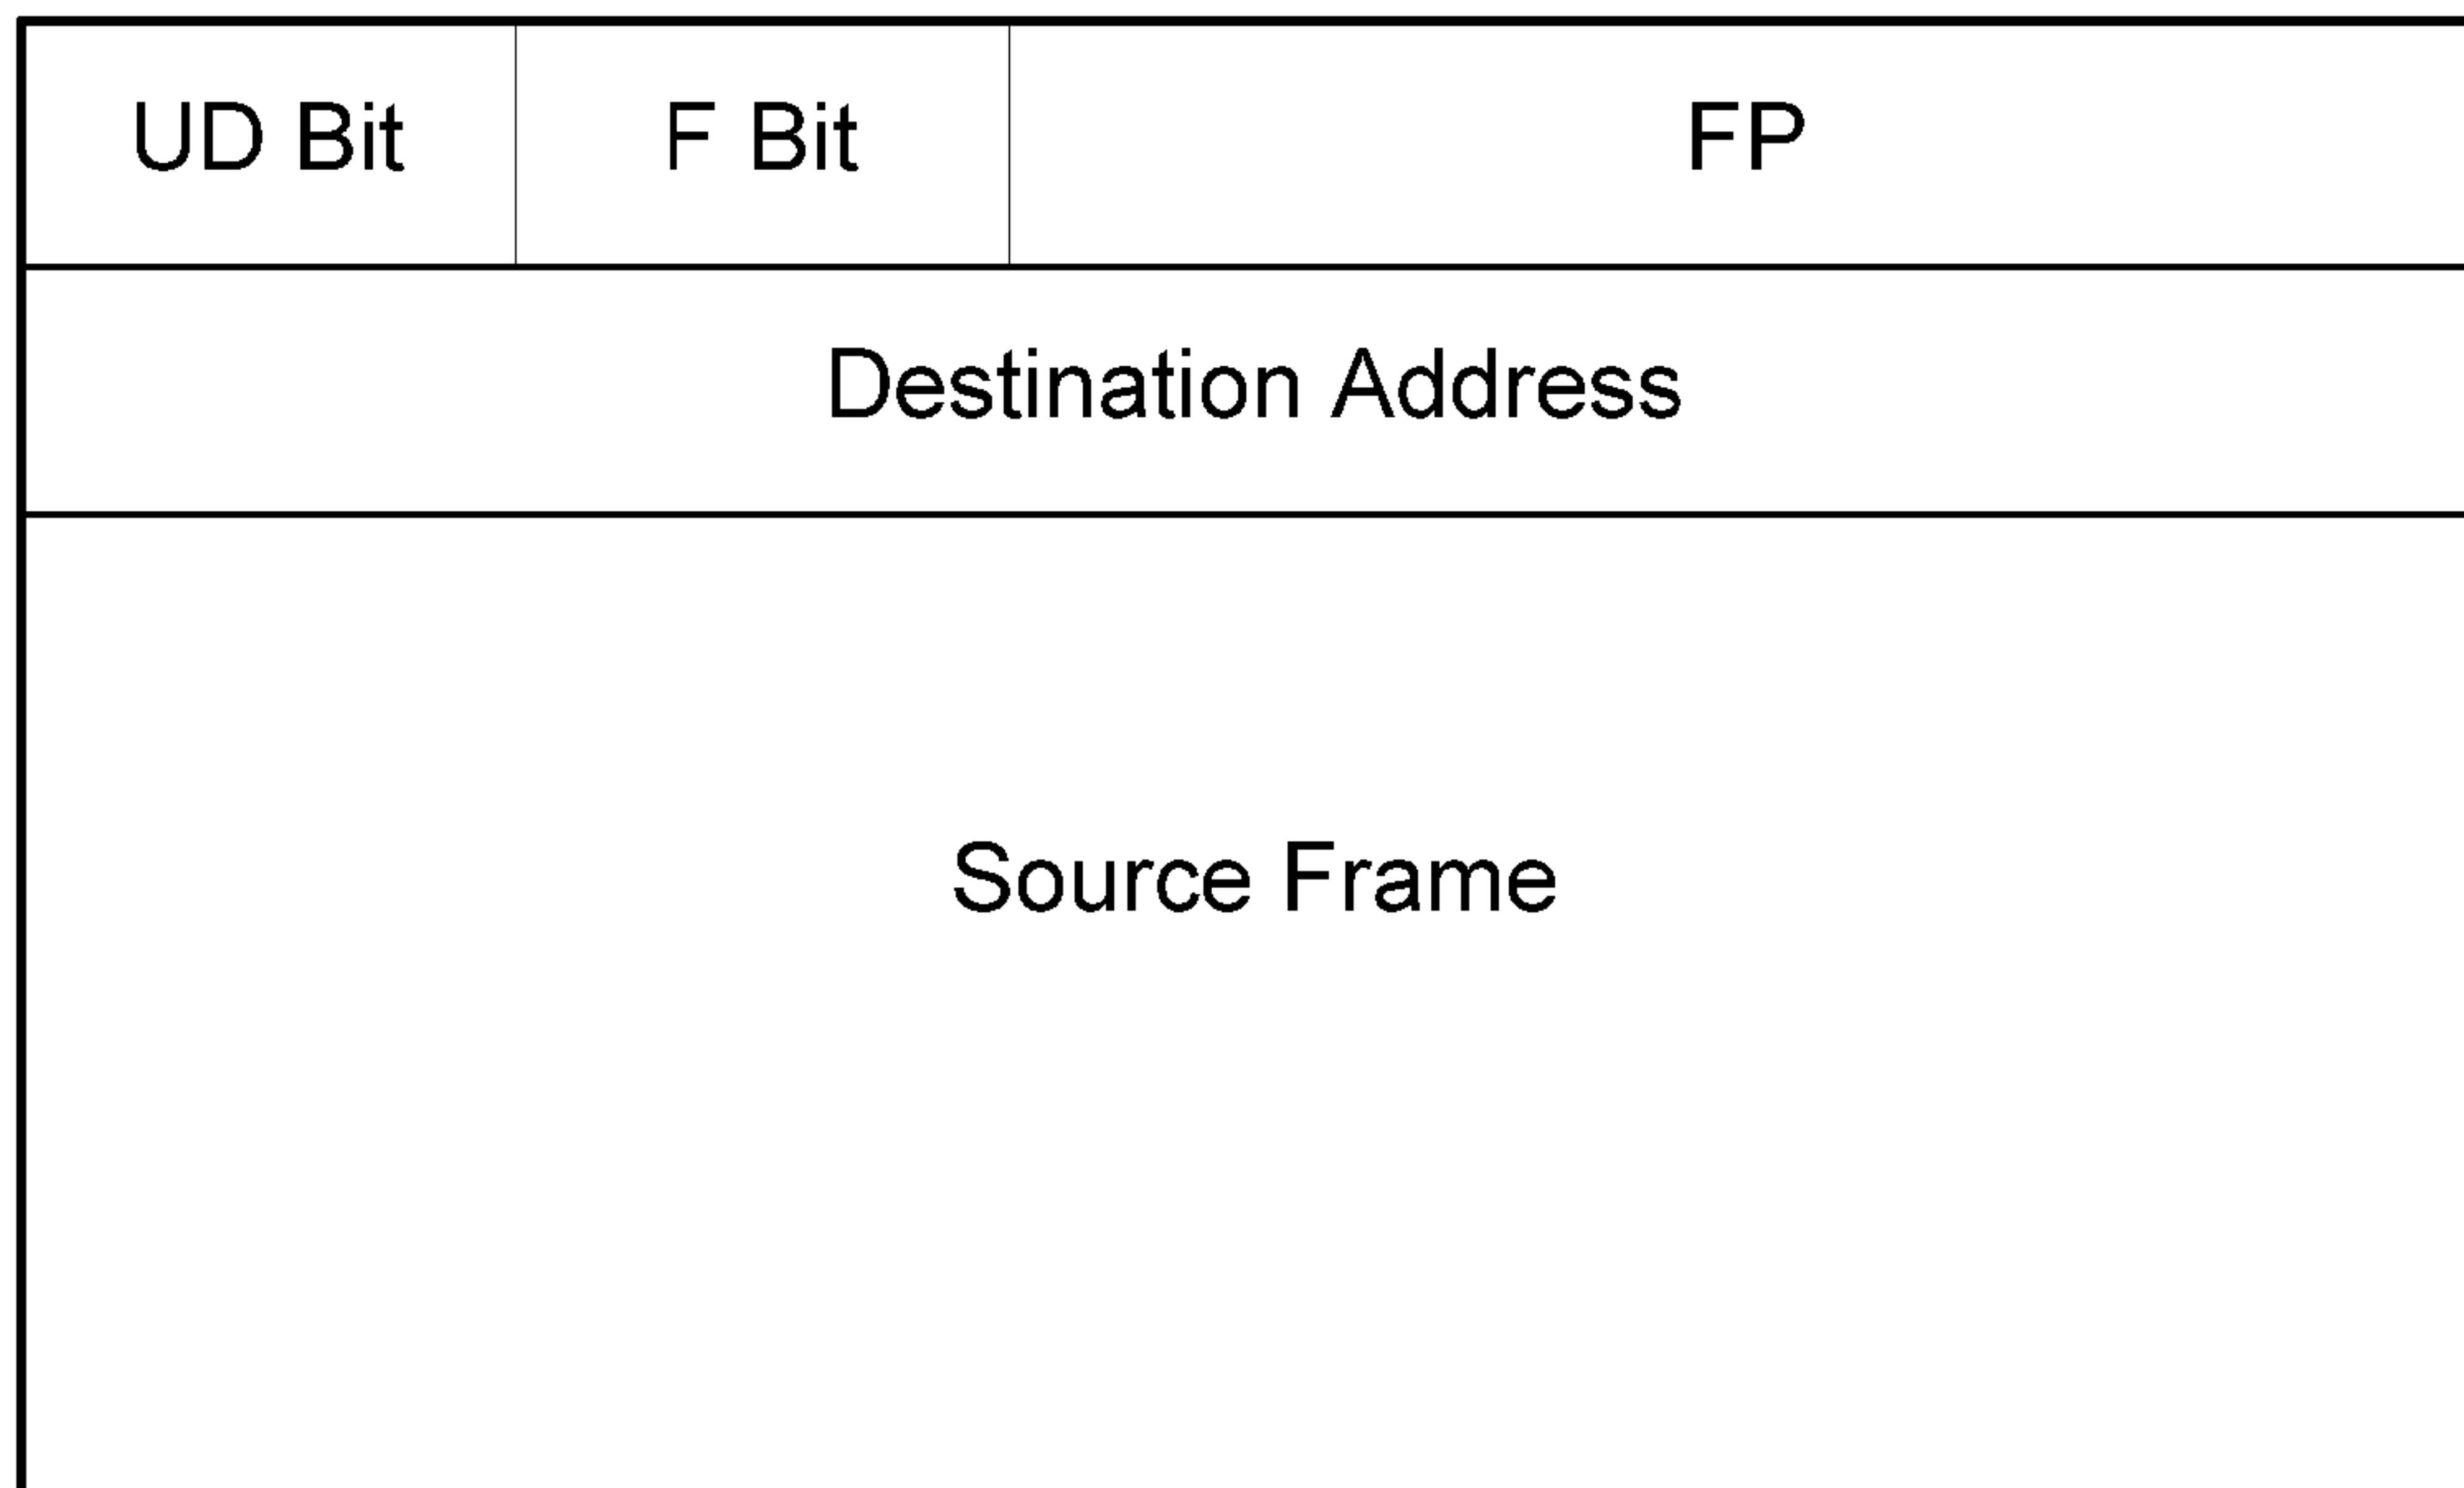 UD Bit F Bit FP
Destination Address
Source Frame